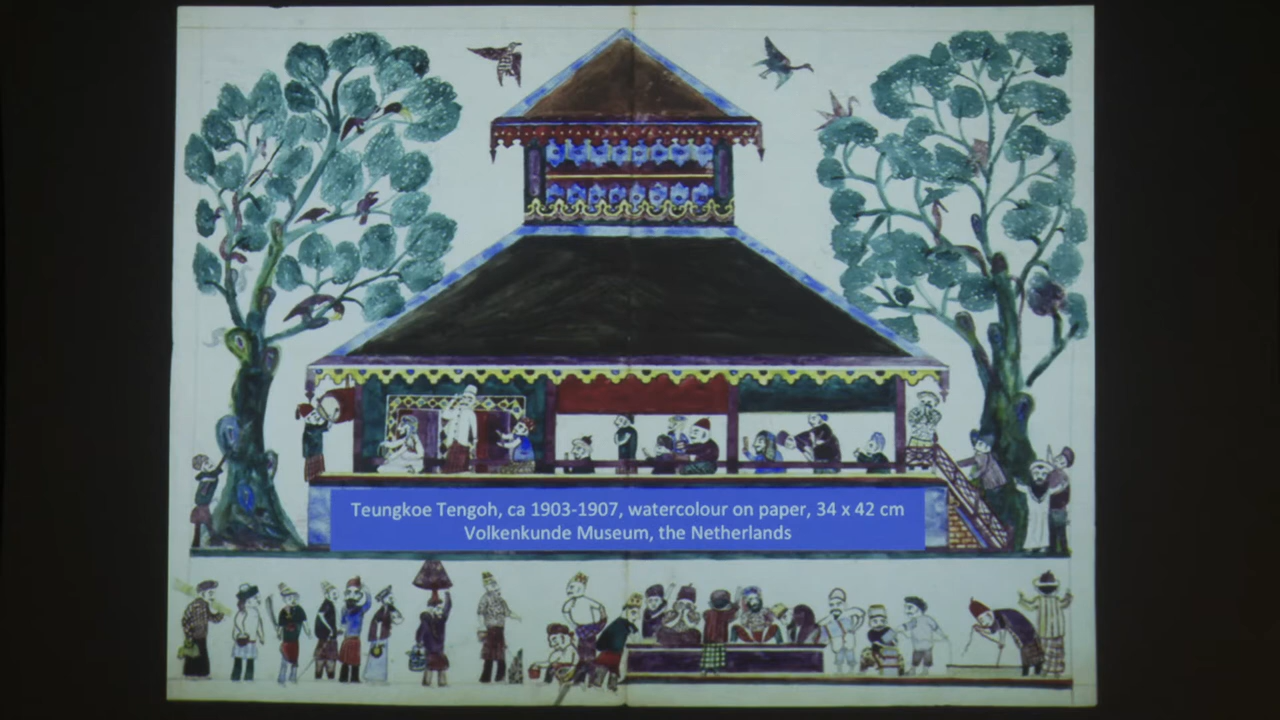 Teungkoe Tengoh, ca 1903-1907, watercolour on paper, 34 x 42 cm
Volkenkunde Museum, the Netherlands